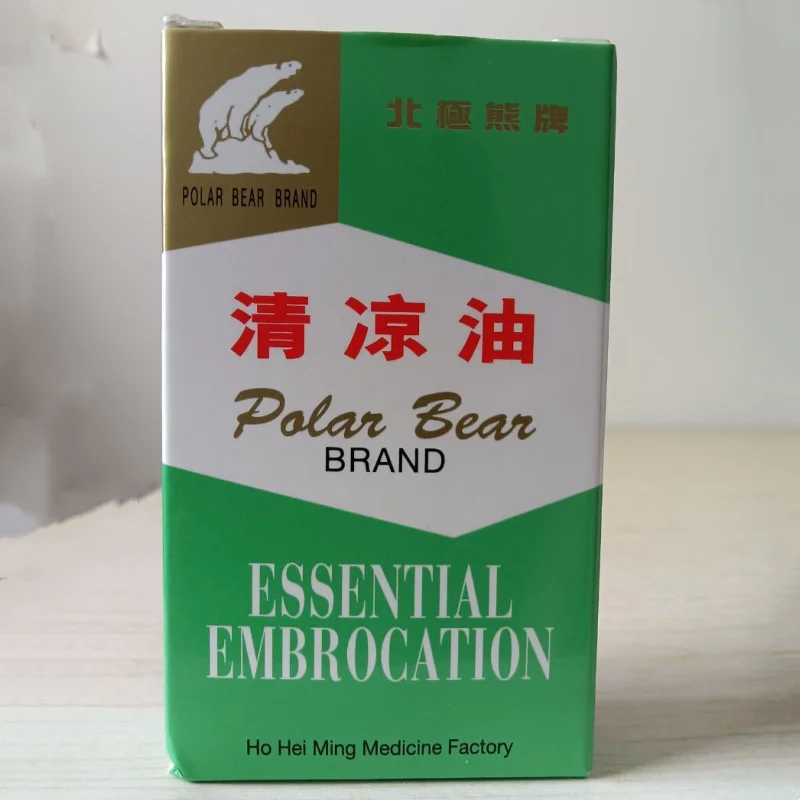 北極熊牌
POLAR BEAR BRAND
清凉油
Polar Bear
BRAND
ESSENTIAL
EMBROCATION
Ho Hei Ming Medicine Factory